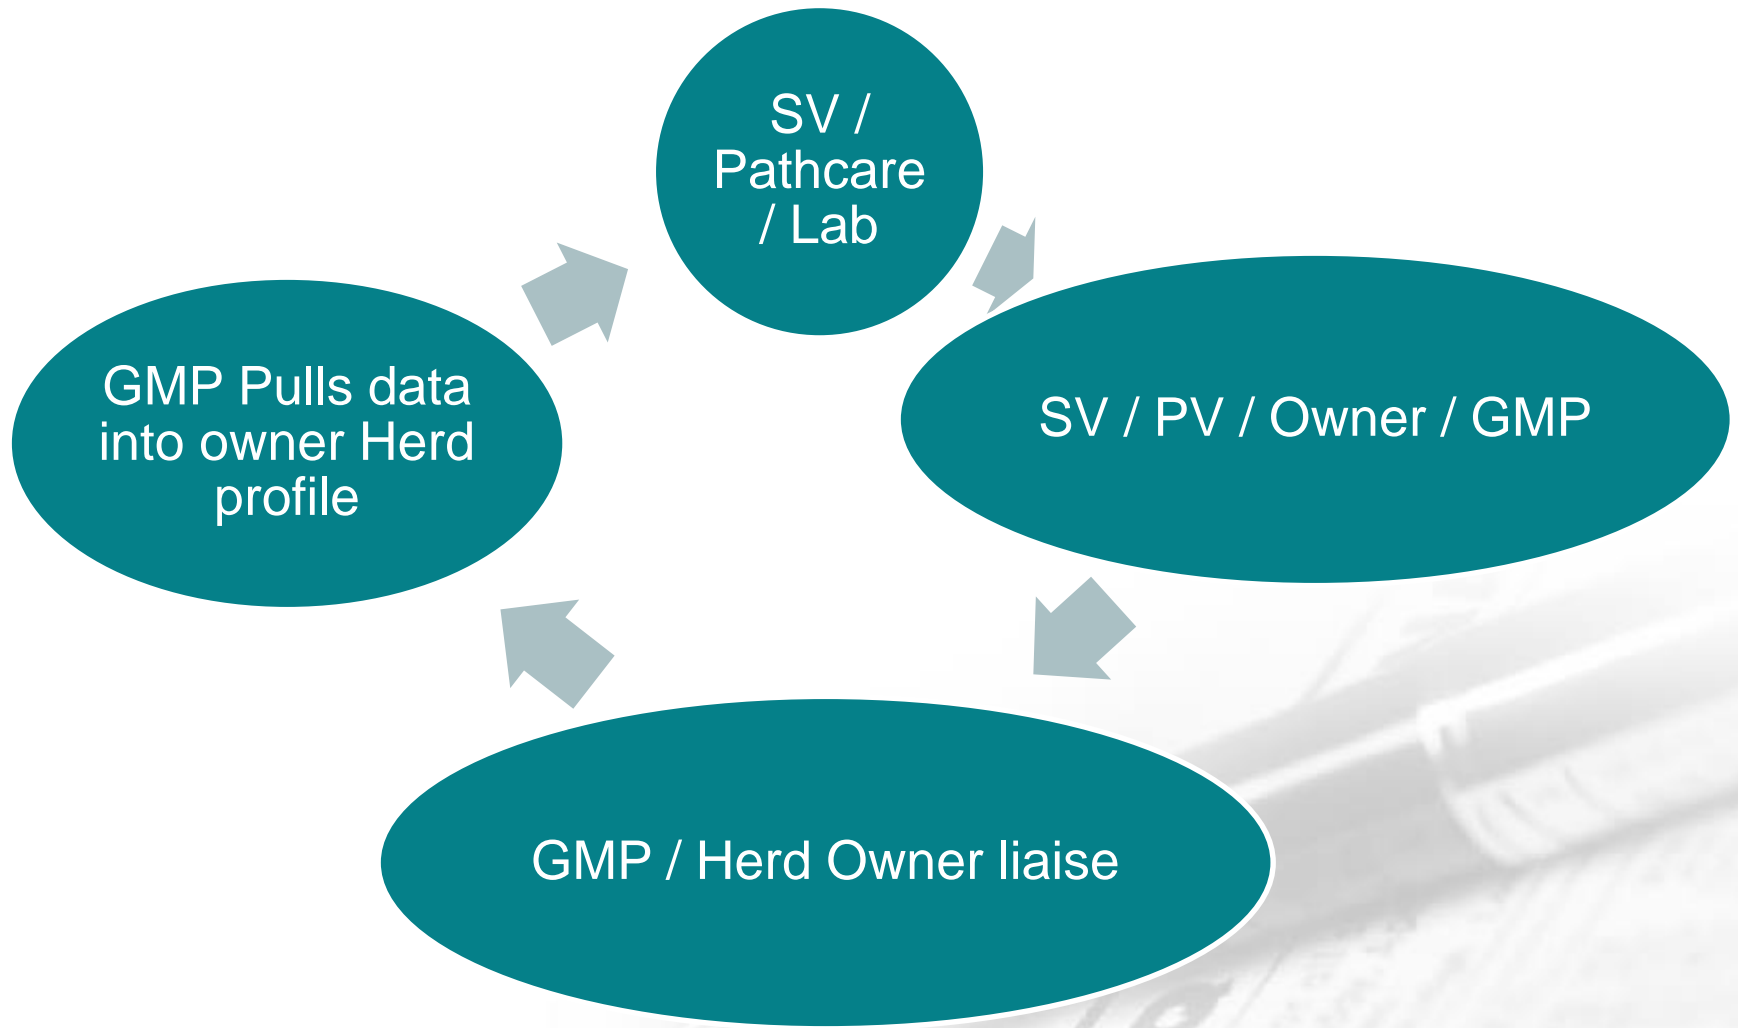 SV /
Pathcare
/ Lab
SV / PV / Owner / GMP
GMP / Herd Owner liaise
GMP Pulls data
into owner Herd
profile